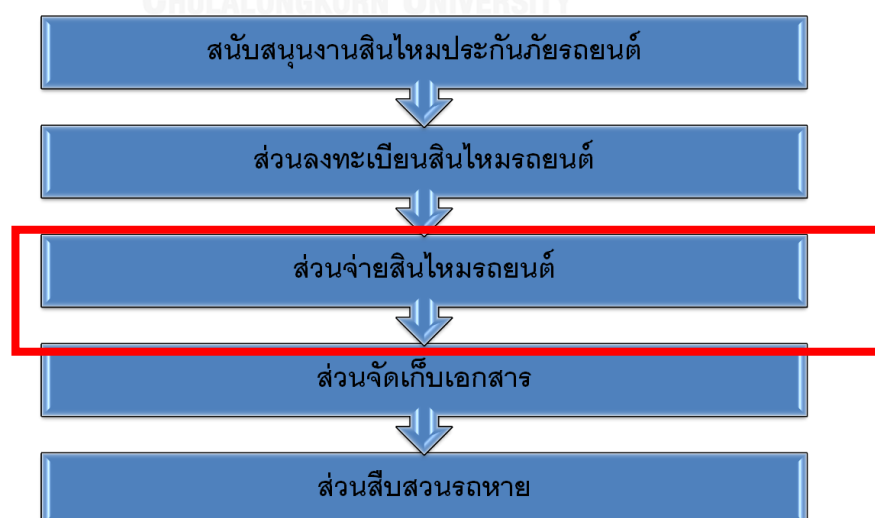 CHULALONGKORN UNIVERSITY
สนับสนุนงานสินไหมประกันภัยรถยนต์
ส่วนลงทะเบียนสินไหมรถยนต์
ส่วนจ่ายสินไหมรถยนต์
ส่วนจัดเก็บเอกสาร
ส่วนสืบสวนรถหาย